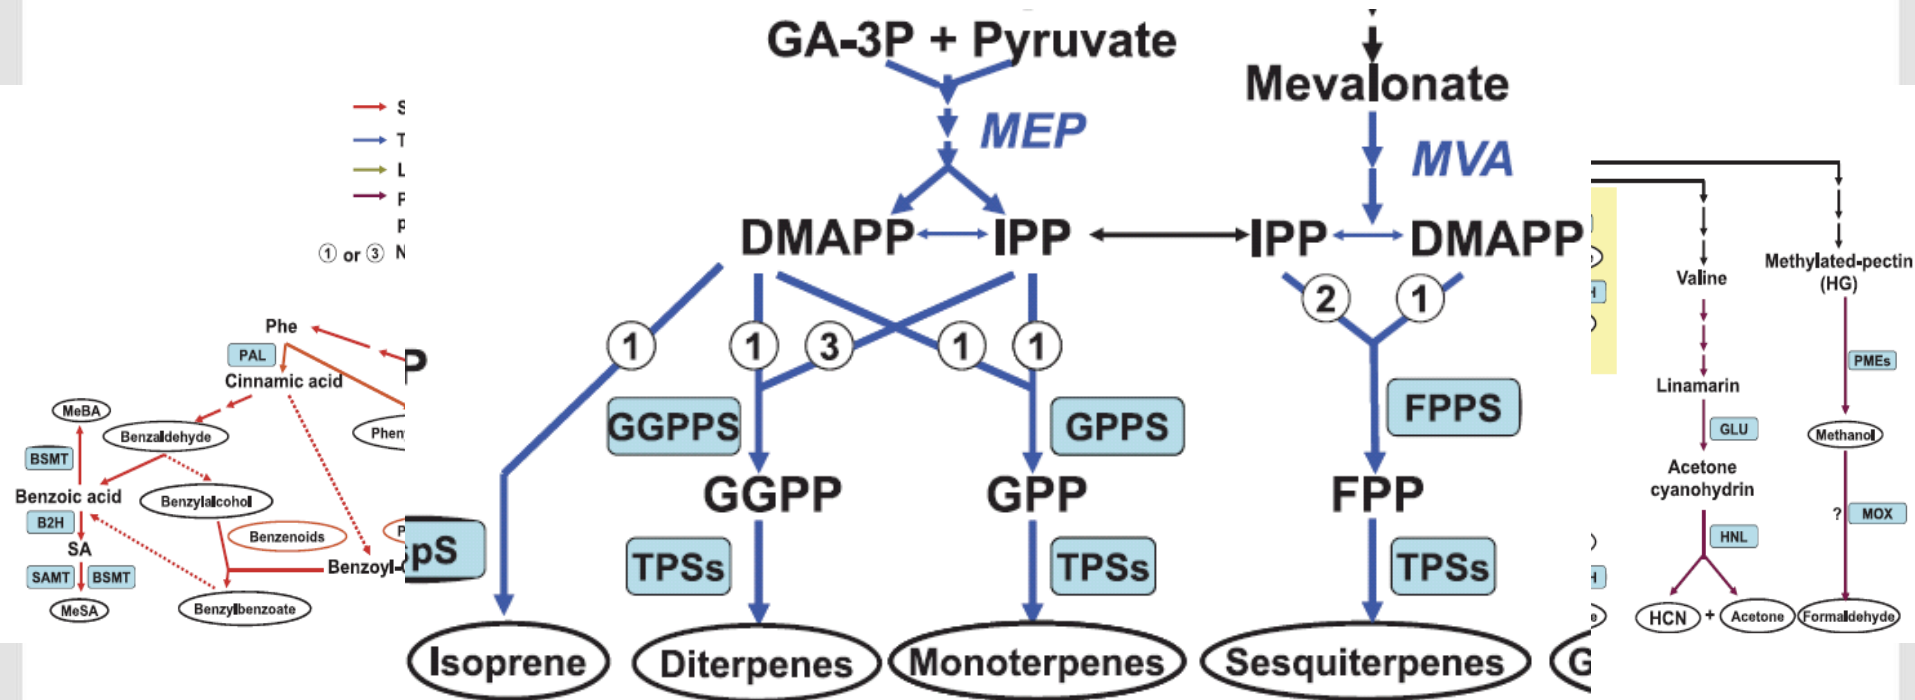 S
T
L
P
p
① or ③ N
Phe
PAL
Cinnamic acid
MeBA
Benzaldehyde
Pheny
BSMT
Benzoic acid
Benzylalcohol
B2H
Benzenoids
P
SA
Benzoyl-C
SAMT
BSMT
MeSA
Benzylbenzoate
P
GA-3P + Pyruvate
MEP
Mevalonate
MVA
DMAPP
IPP
IPP
DMAPP
1
1
3
1
1
2
1
GGPPS
GPPS
FPPS
GGPP
GPP
FPP
pS
TPSs
TPSs
TPSs
Isoprene
Diterpenes
Monoterpenes
Sesquiterpenes
G
H
H
e
Valine
Linamarin
GLU
Acetone
cyanohydrin
HNL
HCN + Acetone
Methylated-pectin
(HG)
PMEs
Methanol
? MOX
Formaldehyde